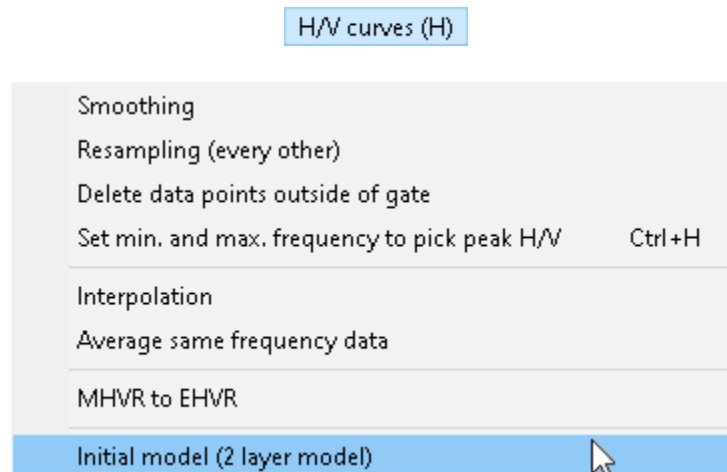 H/V curves (H)
Smoothing
Resampling (every other)
Delete data points outside of gate
Set min. and max. frequency to pick peak H/V Ctrl+H
Interpolation
Average same frequency data
MHVR to EHVR
Initial model (2 layer model)